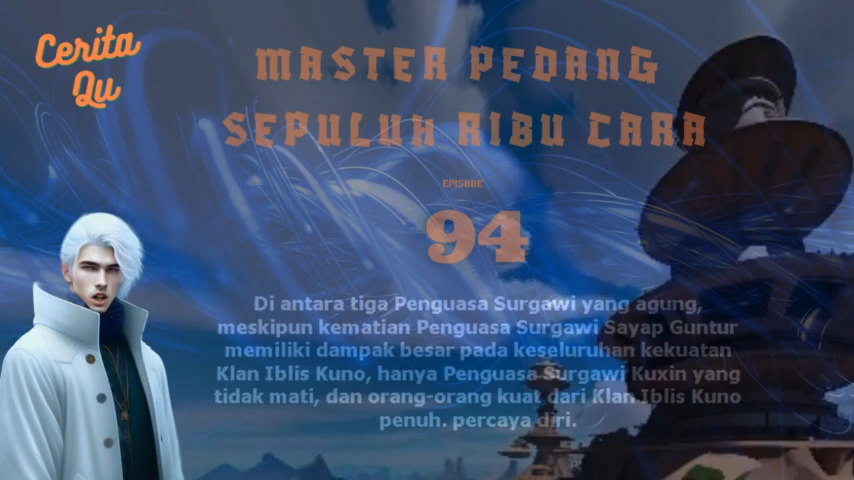 Cerita
Qu
MASTER PEDANG
SEPULUH RIBU CARA
EPISODE
94
Di antara tiga Penguasa Surgawi yang agung,
meskipun kematian Penguasa Surgawi Sayap Guntur
memiliki dampak besar pada keseluruhan kekuatan
Klan Iblis Kuno, hanya Penguasa Surgawi Kuxin yang
tidak mati, dan orang-orang kuat dari Klan Iblis Kuno
penuh. percaya diri.